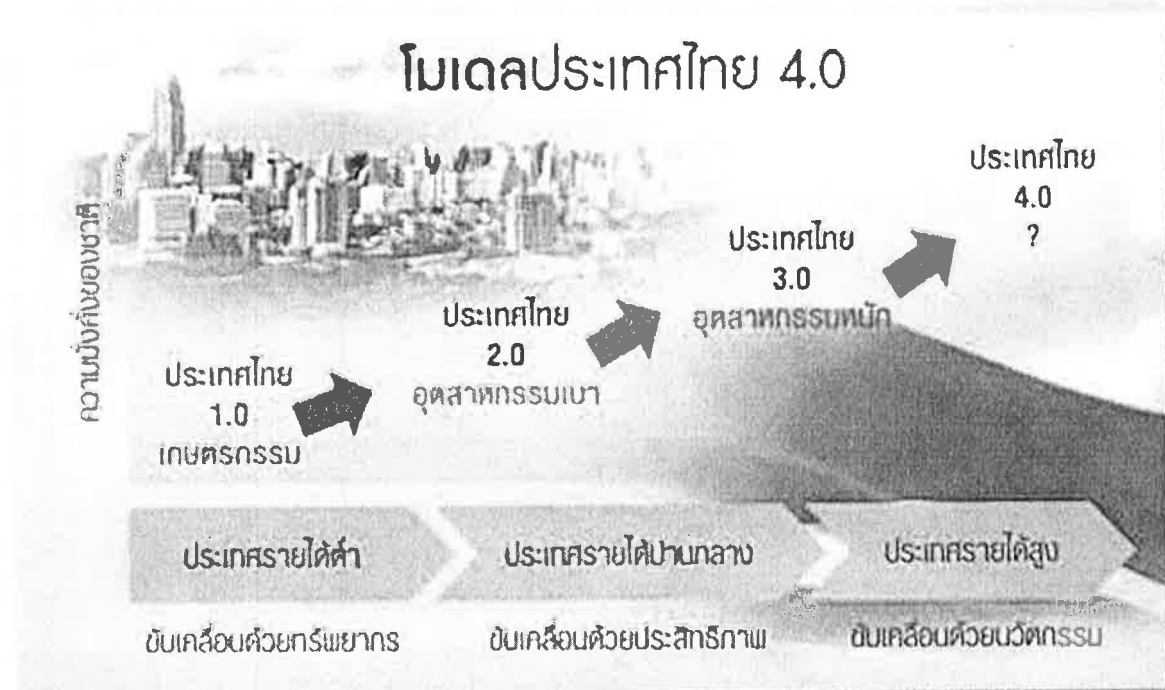 โมเดลประเทศไทย 4.0
ความมั่งคั่งของชาติ
ประเทศไทย
1.0
เกษตรกรรม
ประเทศไทย
2.0
อุตสาหกรรมเบา
ประเทศไทย
3.0
อุตสาหกรรมหนัก
ประเทศไทย
4.0
?
ประเทศรายได้ต่ำ
ประเทศรายได้ปานกลาง
ประเทศรายได้สูง
ขับเคลื่อนด้วยทรัพยากร
ขับเคลื่อนด้วยประสิทธิภาพ
ขับเคลื่อนด้วยนวัตกรรม